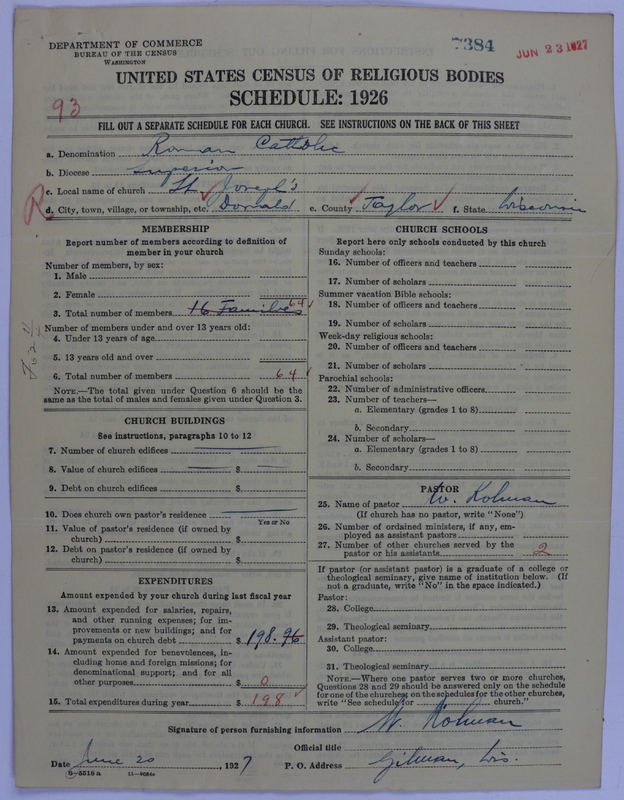 DEPARTMENT OF COMMERCE
BUREAU OF THE CENSUS
WASHINGTON
7384
JUN 23 1927
UNITED STATES CENSUS OF RELIGIOUS BODIES
SCHEDULE: 1926
93
FILL OUT A SEPARATE SCHEDULE FOR EACH CHURCH. SEE INSTRUCTIONS ON THE BACK OF THIS SHEET
a. Denomination Roman Catholic
b. Diocese Superior
c. Local name of church St. Joseph's
R
d. City, town, village, or township, etc. Donald e. County Taylor f. State Wisconsin
MEMBERSHIP
Report number of members according to definition of
member in your church
Number of members, by sex:
1. Male
2. Female
3. Total number of members 16 Families 64
Number of members under and over 13 years old:
4. Under 13 years of age
5. 13 years old and over
6. Total number of members 64
NOTE.—The total given under Question 6 should be the
same as the total of males and females given under Question 3.
CHURCH BUILDINGS
See instructions, paragraphs 10 to 12
7. Number of church edifices
8. Value of church edifices $
9. Debt on church edifices $
10. Does church own pastor's residence
Yes or No
11. Value of pastor's residence (if owned by
church) $
12. Debt on pastor's residence (if owned by
church) $
EXPENDITURES
Amount expended by your church during last fiscal year
13. Amount expended for salaries, repairs,
and other running expenses; for im-
provements or new buildings; and for
payments on church debt $ 198.96
14. Amount expended for benevolences, in-
cluding home and foreign missions; for
denominational support; and for all
other purposes $ 0
15. Total expenditures during year $ 198
CHURCH SCHOOLS
Report here only schools conducted by this church
Sunday schools:
16. Number of officers and teachers
17. Number of scholars
Summer vacation Bible schools:
18. Number of officers and teachers
19. Number of scholars
Week-day religious schools:
20. Number of officers and teachers
21. Number of scholars
Parochial schools:
22. Number of administrative officers
23. Number of teachers—
a. Elementary (grades 1 to 8)
b. Secondary
24. Number of scholars—
a. Elementary (grades 1 to 8)
b. Secondary
PASTOR
25. Name of pastor W. Kolman
(If church has no pastor, write "None")
26. Number of ordained ministers, if any, em-
ployed as assistant pastors
27. Number of other churches served by the
pastor or his assistants 2
If pastor (or assistant pastor) is a graduate of a college or
theological seminary, give name of institution below. (If
not a graduate, write "No" in the space indicated.)
Pastor:
28. College
29. Theological seminary
Assistant pastor:
30. College
31. Theological seminary
NOTE.—Where one pastor serves two or more churches,
Questions 28 and 29 should be answered only on the schedule
for one of the churches; on the schedules for the other churches,
write "See schedule for church."
Signature of person furnishing information W. Kolman
Official title
Date June 20, 1927 P. O. Address Gilman, Wis.
8—5518 a 11—9034a